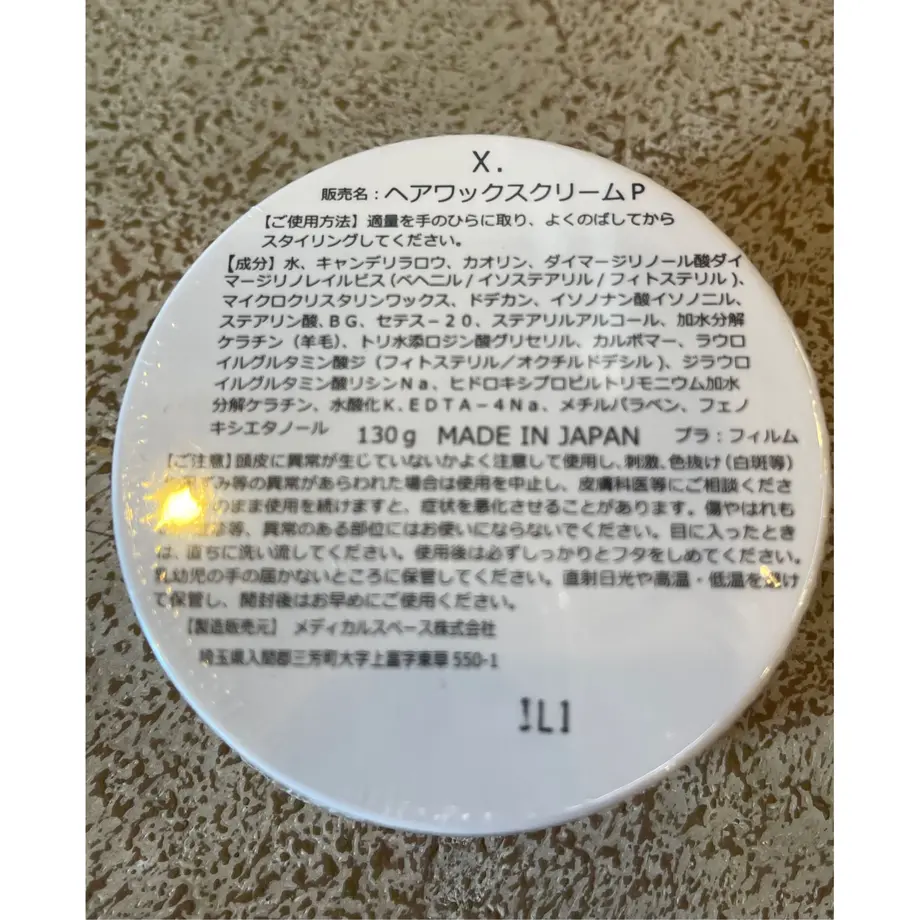 X.
販売名：ヘアワックスクリームP
【ご使用方法】適量を手のひらに取り、よくのばしてから
スタイリングしてください。
【成分】水、キャンデリラロウ、カオリン、ダイマージリノール酸ダイ
マージリノレイルビス(ベヘニル/イソステアリル/フィトステリル)、
マイクロクリスタリンワックス、ドデカン、イソノナン酸イソノニル、
ステアリン酸、BG、セテス－20、ステアリルアルコール、加水分解
ケラチン（羊毛）、トリ水添ロジン酸グリセリル、カルボマー、ラウロ
イルグルタミン酸ジ（フィトステリル／オクチルドデシル)、ジラウロ
イルグルタミン酸リシンNa、ヒドロキシプロピルトリモニウム加水
分解ケラチン、水酸化K、EDTA－4Na、メチルパラベン、フェノ
キシエタノール 130g MADE IN JAPAN プラ：フィルム
【ご注意】頭皮に異常が生じていないかよく注意して使用し、刺激、色抜け（白斑等）
ずみ等の異常があらわれた場合は使用を中止し、皮膚科医等にご相談くださ
のまま使用を続けますと、症状を悪化させることがあります。傷やはれも
等、異常のある部位にはお使いにならないでください。目に入ったとき
は、直ちに洗い流してください。使用後は必ずしっかりとフタをしめてください。
乳幼児の手の届かないところに保管してください。直射日光や高温・低温を避け
て保管し、開封後はお早めにご使用ください。
【製造販売元】 メディカルスペース株式会社
埼玉県入間郡三芳町大字上富字東草550-1
L1